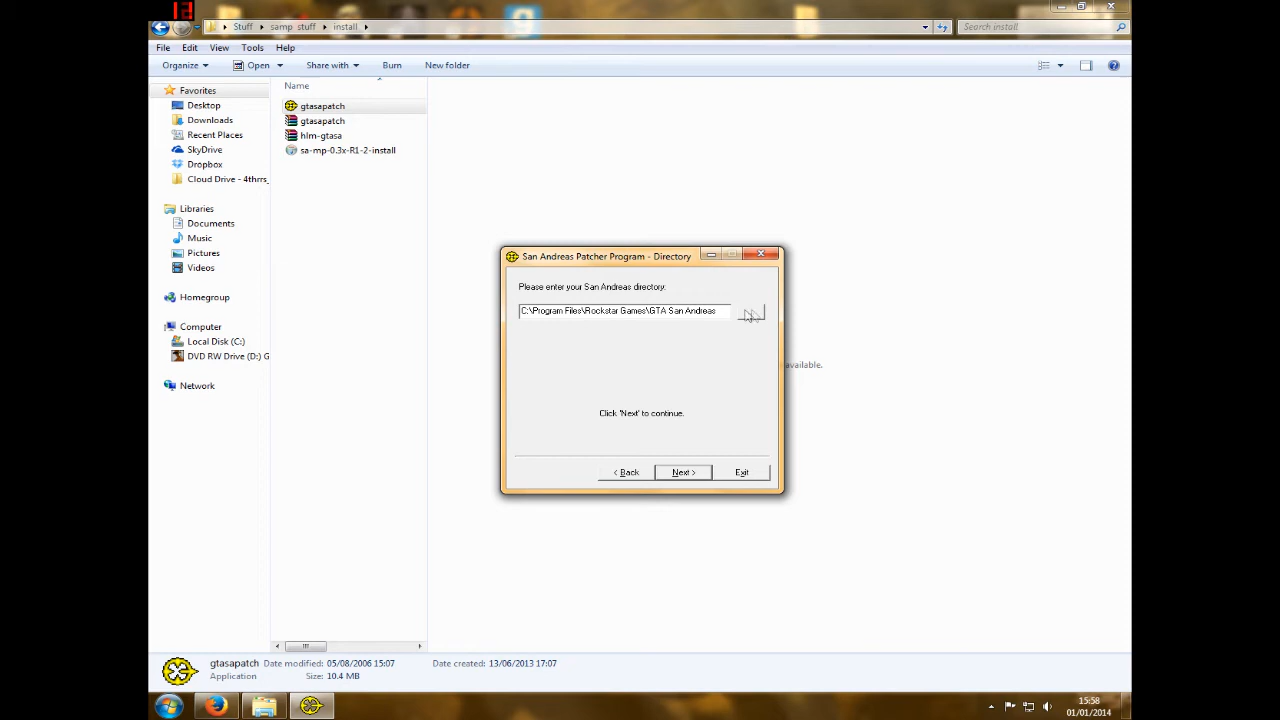 13
Stuff samp stuff install
Search install
File Edit View Tools Help
Organize Open Share with Burn New folder
Favorites
Desktop
Downloads
Recent Places
SkyDrive
Dropbox
Cloud Drive - 4thrrs_
Libraries
Documents
Music
Pictures
Videos
Homegroup
Computer
Local Disk (C:)
DVD RW Drive (D:) G
Network
Name
gtasapatch
gtasapatch
hlm-gtasa
sa-mp-0.3x-R1-2-install
San Andreas Patcher Program - Directory
Please enter your San Andreas directory:
C:\Program Files\Rockstar Games\GTA San Andreas
Click 'Next' to continue.
< Back Next > Exit
available.
gtasapatch Date modified: 05/08/2006 15:07 Date created: 13/06/2013 17:07
Application Size: 10.4 MB
15:58
01/01/2014